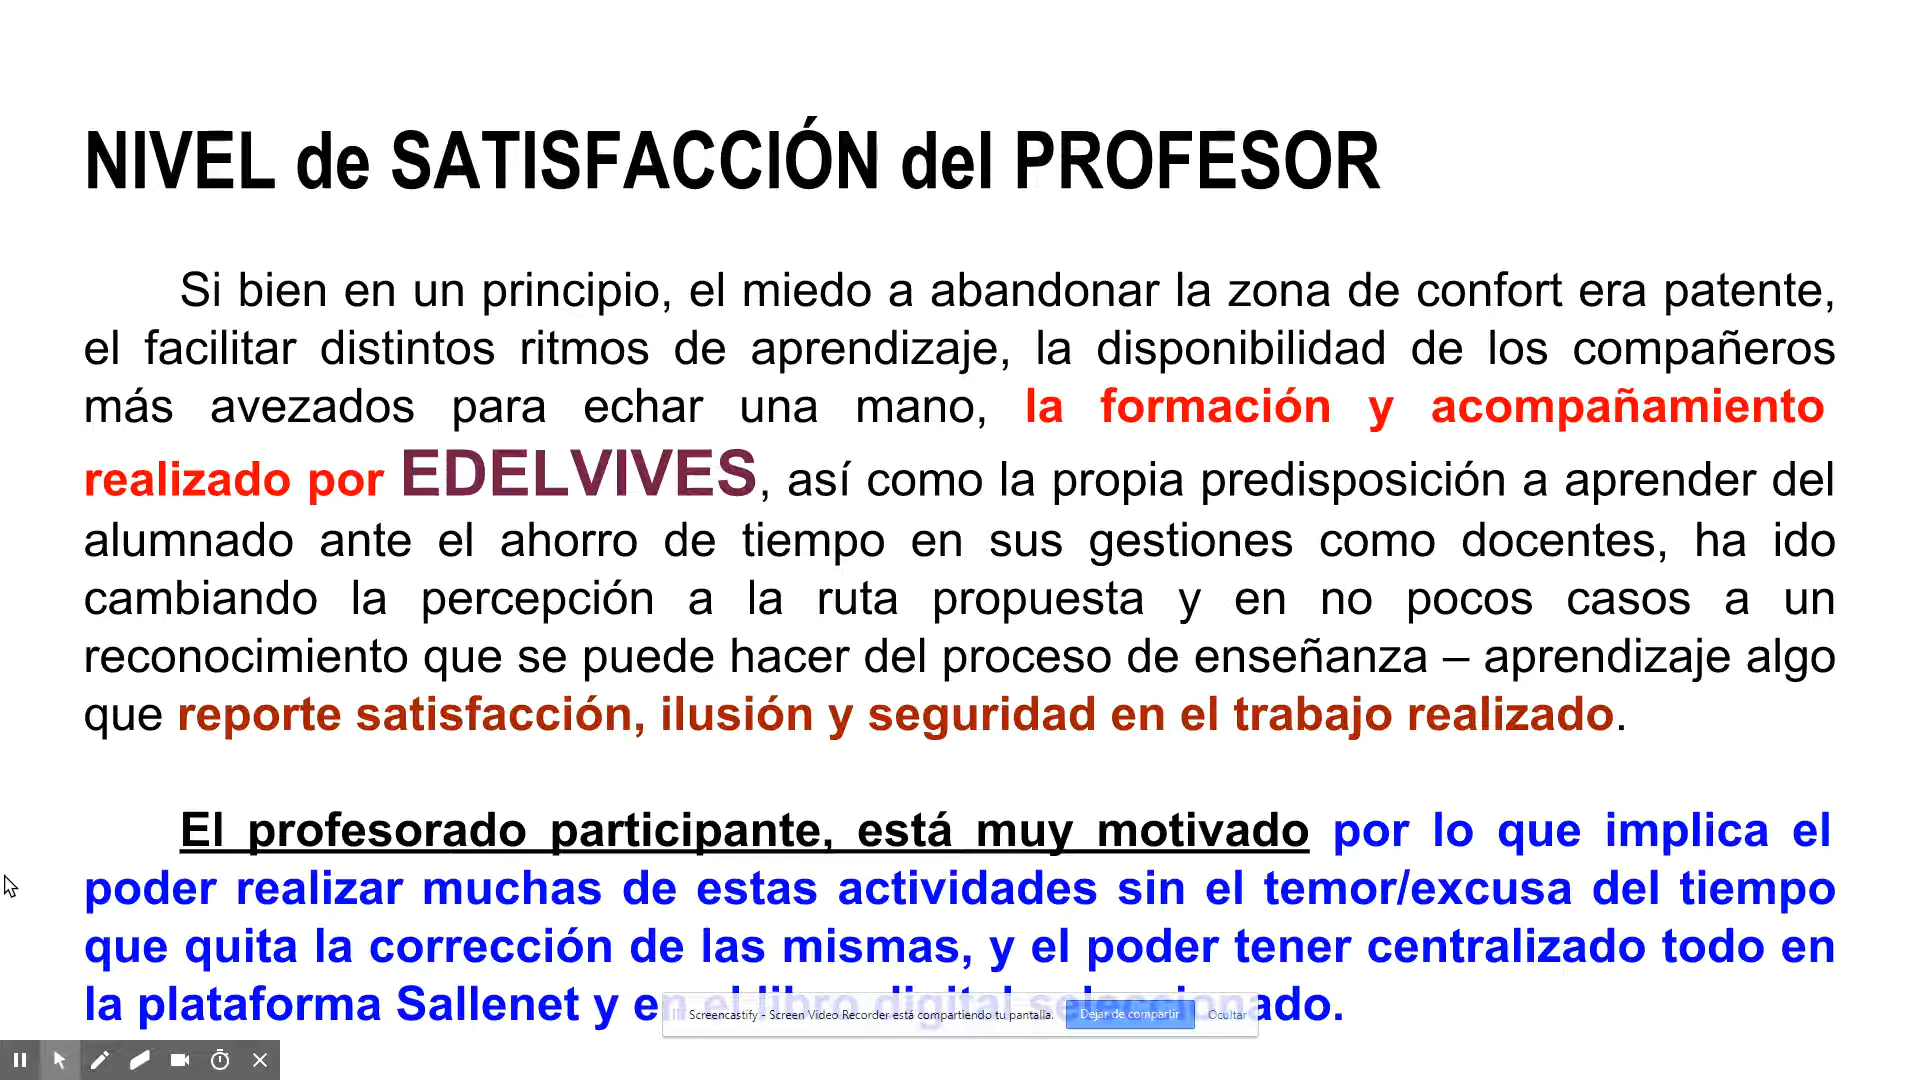 NIVEL de SATISFACCIÓN del PROFESOR
Si bien en un principio, el miedo a abandonar la zona de confort era patente,
el facilitar distintos ritmos de aprendizaje, la disponibilidad de los compañeros
más avezados para echar una mano, la formación y acompañamiento
realizado por EDELVIVES, así como la propia predisposición a aprender del
alumnado ante el ahorro de tiempo en sus gestiones como docentes, ha ido
cambiando la percepción a la ruta propuesta y en no pocos casos a un
reconocimiento que se puede hacer del proceso de enseñanza – aprendizaje algo
que reporte satisfacción, ilusión y seguridad en el trabajo realizado.
El profesorado participante, está muy motivado por lo que implica el
poder realizar muchas de estas actividades sin el temor/excusa del tiempo
que quita la corrección de las mismas, y el poder tener centralizado todo en
la plataforma Sallenet y en el libro digital seleccionado.
Screencastify - Screen Video Recorder está compartiendo tu pantalla. Dejar de compartir Ocultar